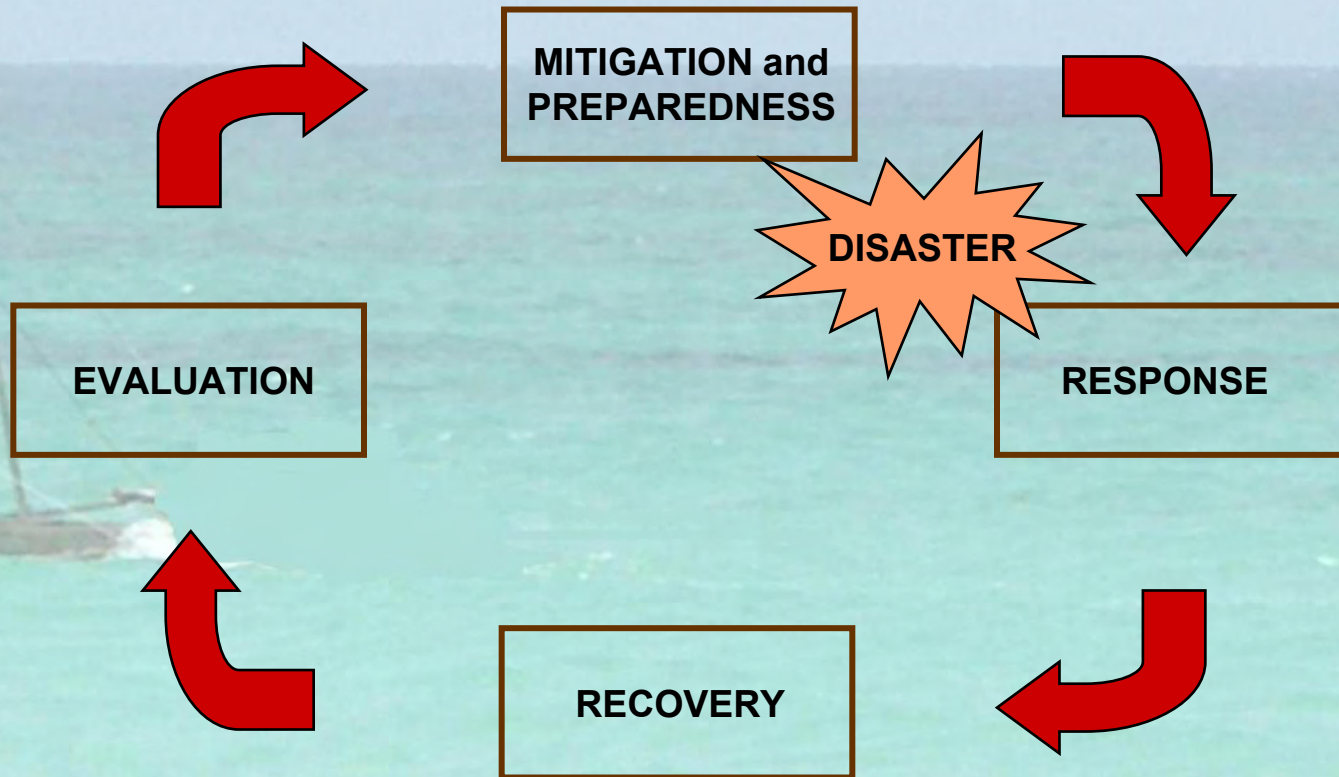 MITIGATION and
PREPAREDNESS
DISASTER
EVALUATION
RESPONSE
RECOVERY